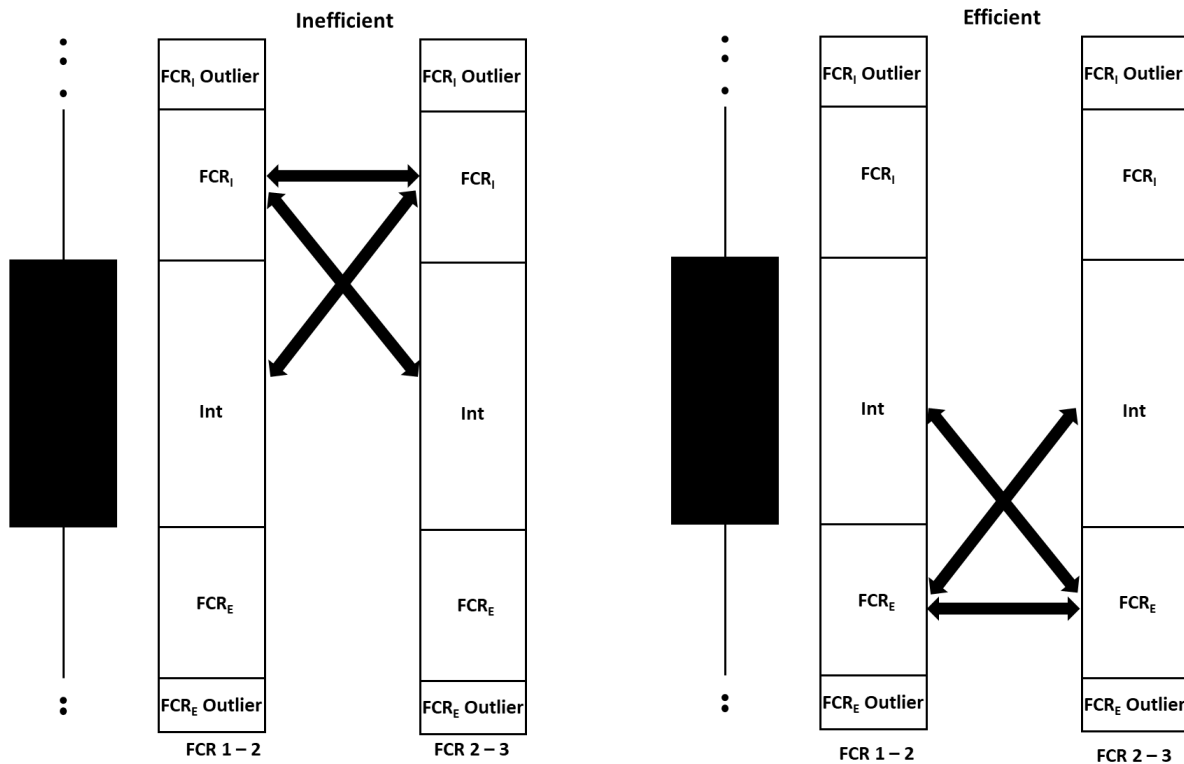 Inefficient
FCRI Outlier
FCRI Outlier
FCRI
FCRI
Int
Int
FCRE
FCRE
FCRE Outlier
FCRE Outlier
FCR 1 – 2
FCR 2 – 3
Efficient
FCRI Outlier
FCRI Outlier
FCRI
FCRI
Int
Int
FCRE
FCRE
FCRE Outlier
FCRE Outlier
FCR 1 – 2
FCR 2 – 3